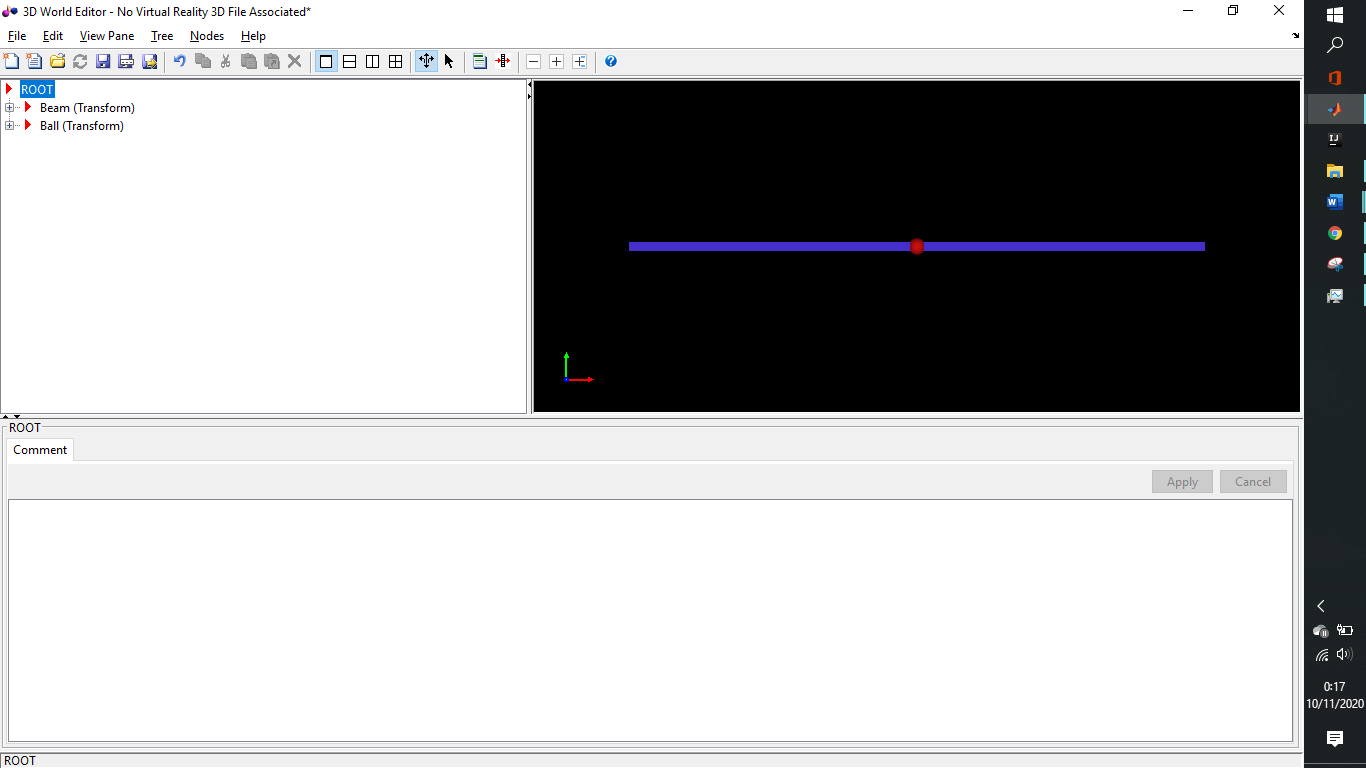 3D World Editor - No Virtual Reality 3D File Associated*
File Edit View Pane Tree Nodes Help
ROOT
Beam (Transform)
Ball (Transform)
ROOT
Comment
Apply Cancel
ROOT
IJ
W
0:17
10/11/2020